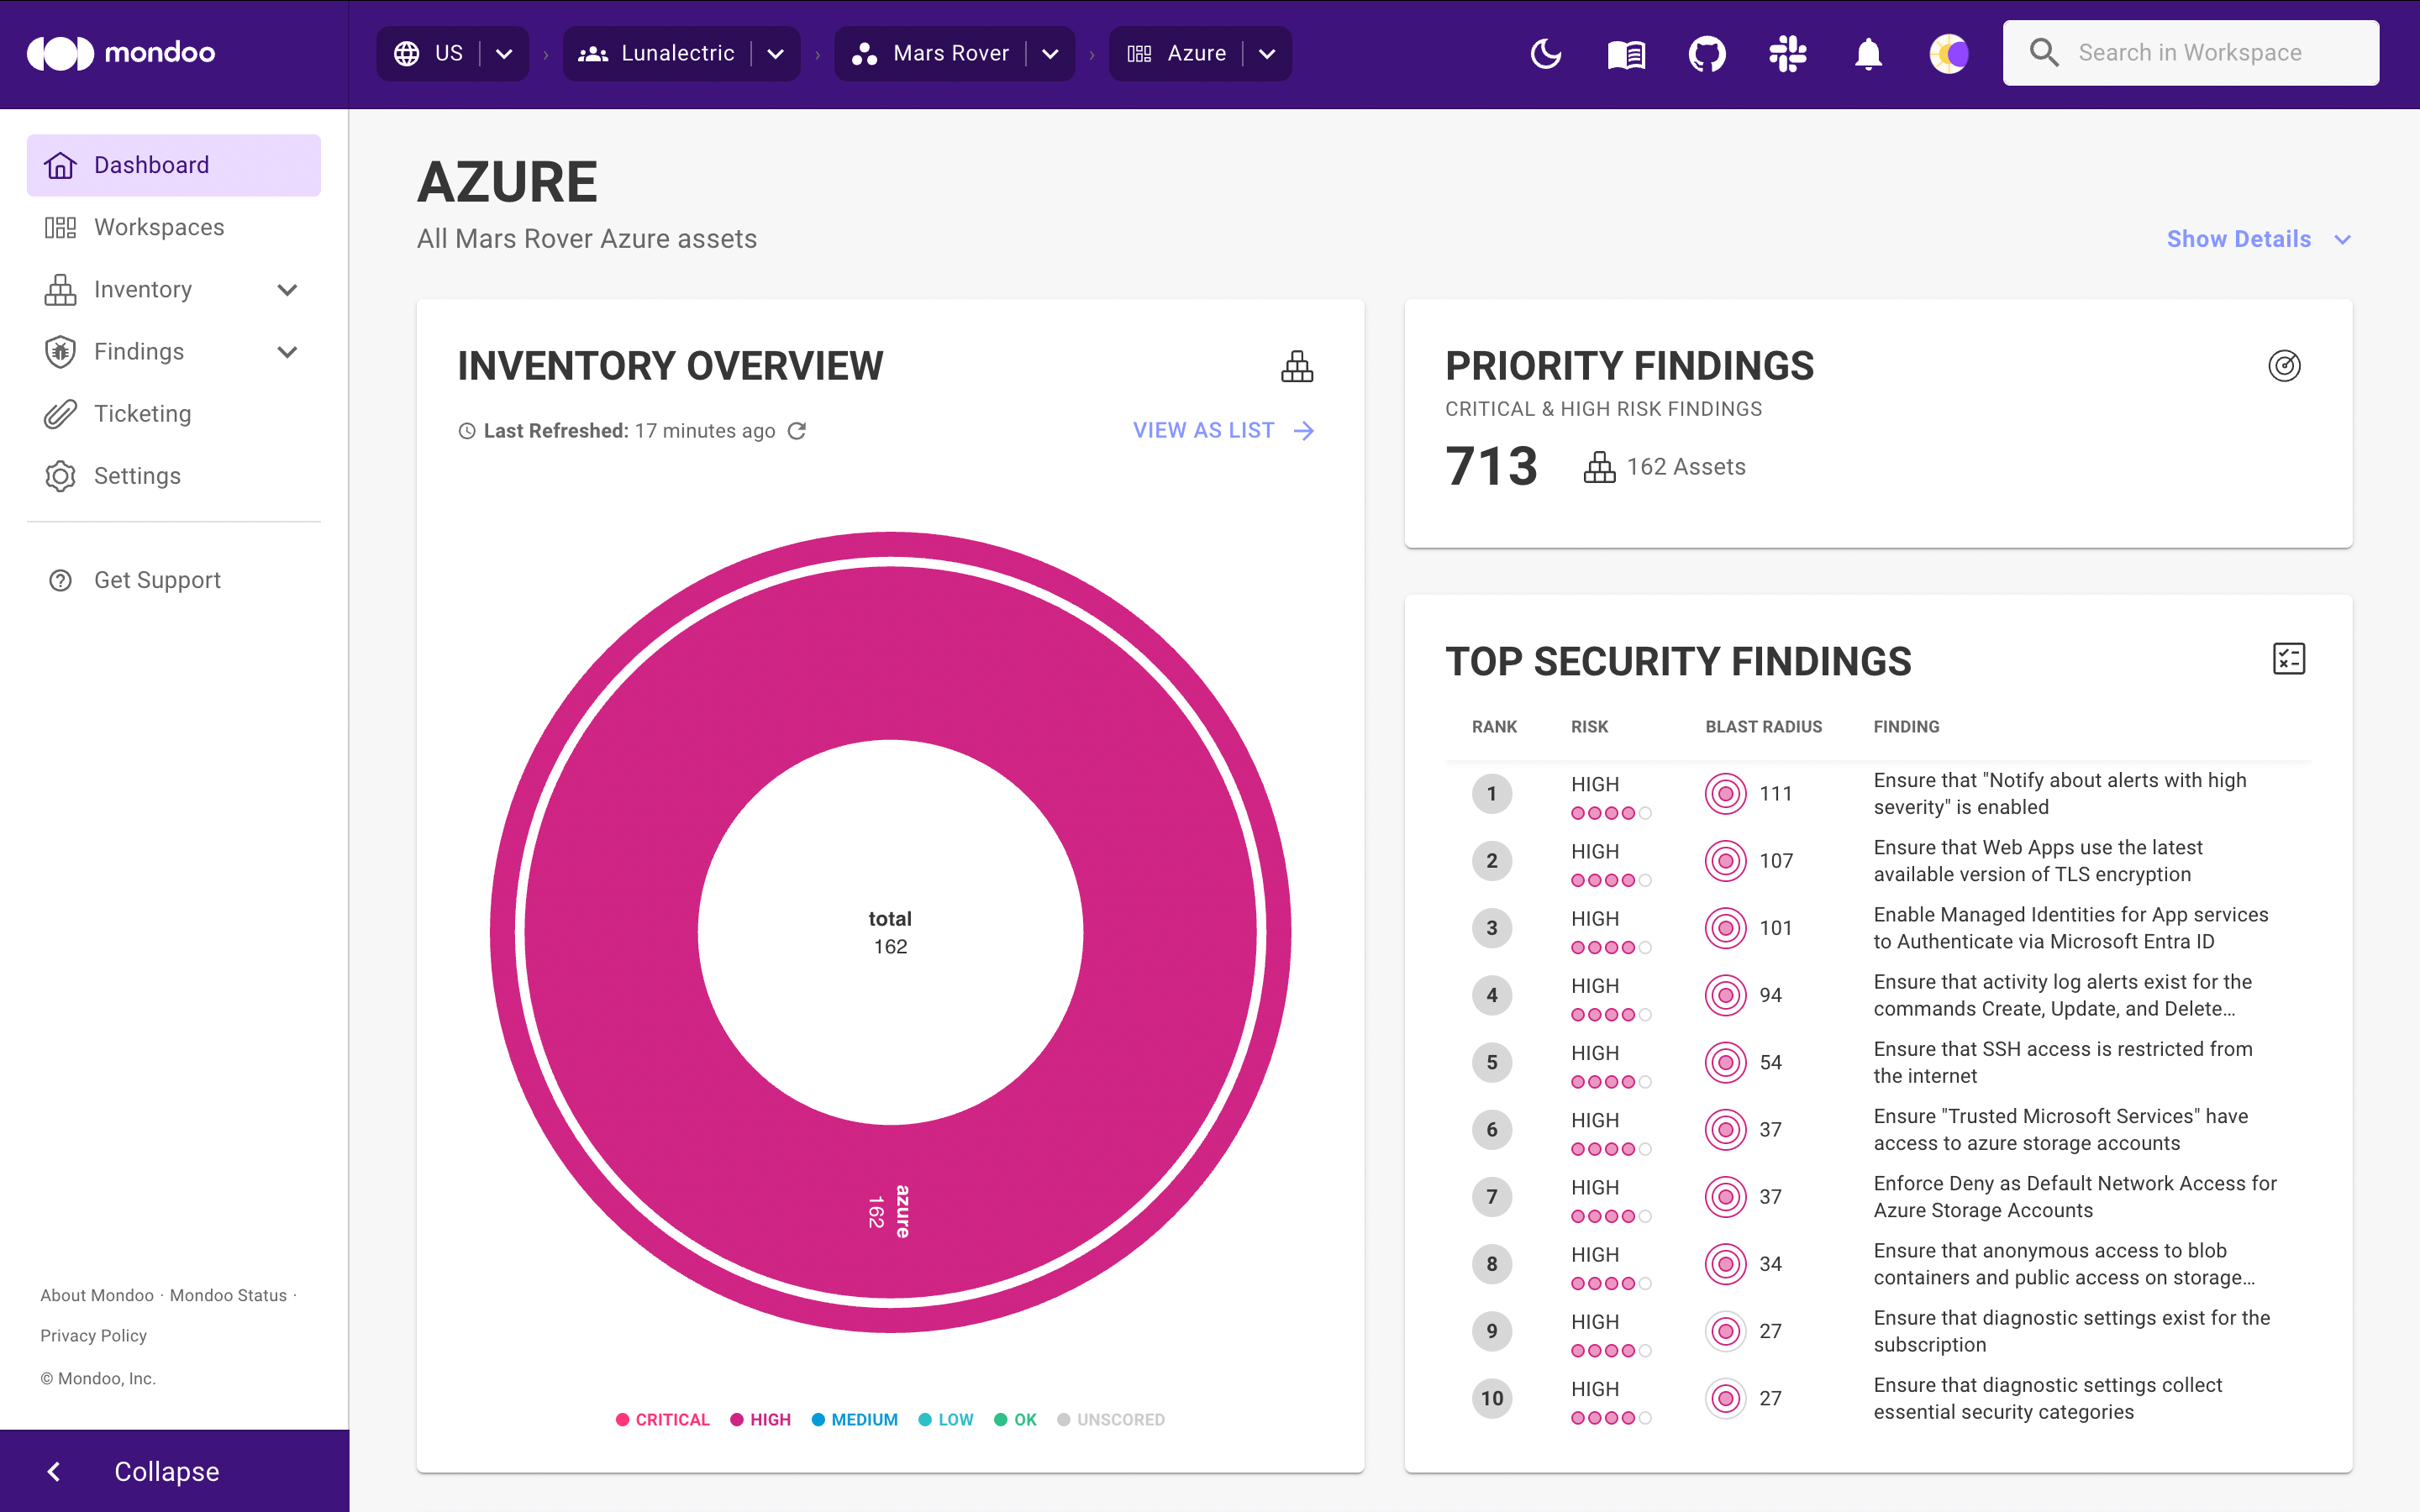 mondoo
US
Lunalectric
Mars Rover
Azure
Search in Workspace
Dashboard
Workspaces
Inventory
Findings
Ticketing
Settings
Get Support
About Mondoo · Mondoo Status ·
Privacy Policy
© Mondoo, Inc.
Collapse
AZURE
All Mars Rover Azure assets
Show Details
INVENTORY OVERVIEW
Last Refreshed: 17 minutes ago
VIEW AS LIST
total
162
azure
162
CRITICAL HIGH MEDIUM LOW OK UNSCORED
PRIORITY FINDINGS
CRITICAL & HIGH RISK FINDINGS
713 162 Assets
TOP SECURITY FINDINGS
RANK RISK BLAST RADIUS FINDING
1 HIGH 111 Ensure that "Notify about alerts with high
severity" is enabled
2 HIGH 107 Ensure that Web Apps use the latest
available version of TLS encryption
3 HIGH 101 Enable Managed Identities for App services
to Authenticate via Microsoft Entra ID
4 HIGH 94 Ensure that activity log alerts exist for the
commands Create, Update, and Delete...
5 HIGH 54 Ensure that SSH access is restricted from
the internet
6 HIGH 37 Ensure "Trusted Microsoft Services" have
access to azure storage accounts
7 HIGH 37 Enforce Deny as Default Network Access for
Azure Storage Accounts
8 HIGH 34 Ensure that anonymous access to blob
containers and public access on storage...
9 HIGH 27 Ensure that diagnostic settings exist for the
subscription
10 HIGH 27 Ensure that diagnostic settings collect
essential security categories